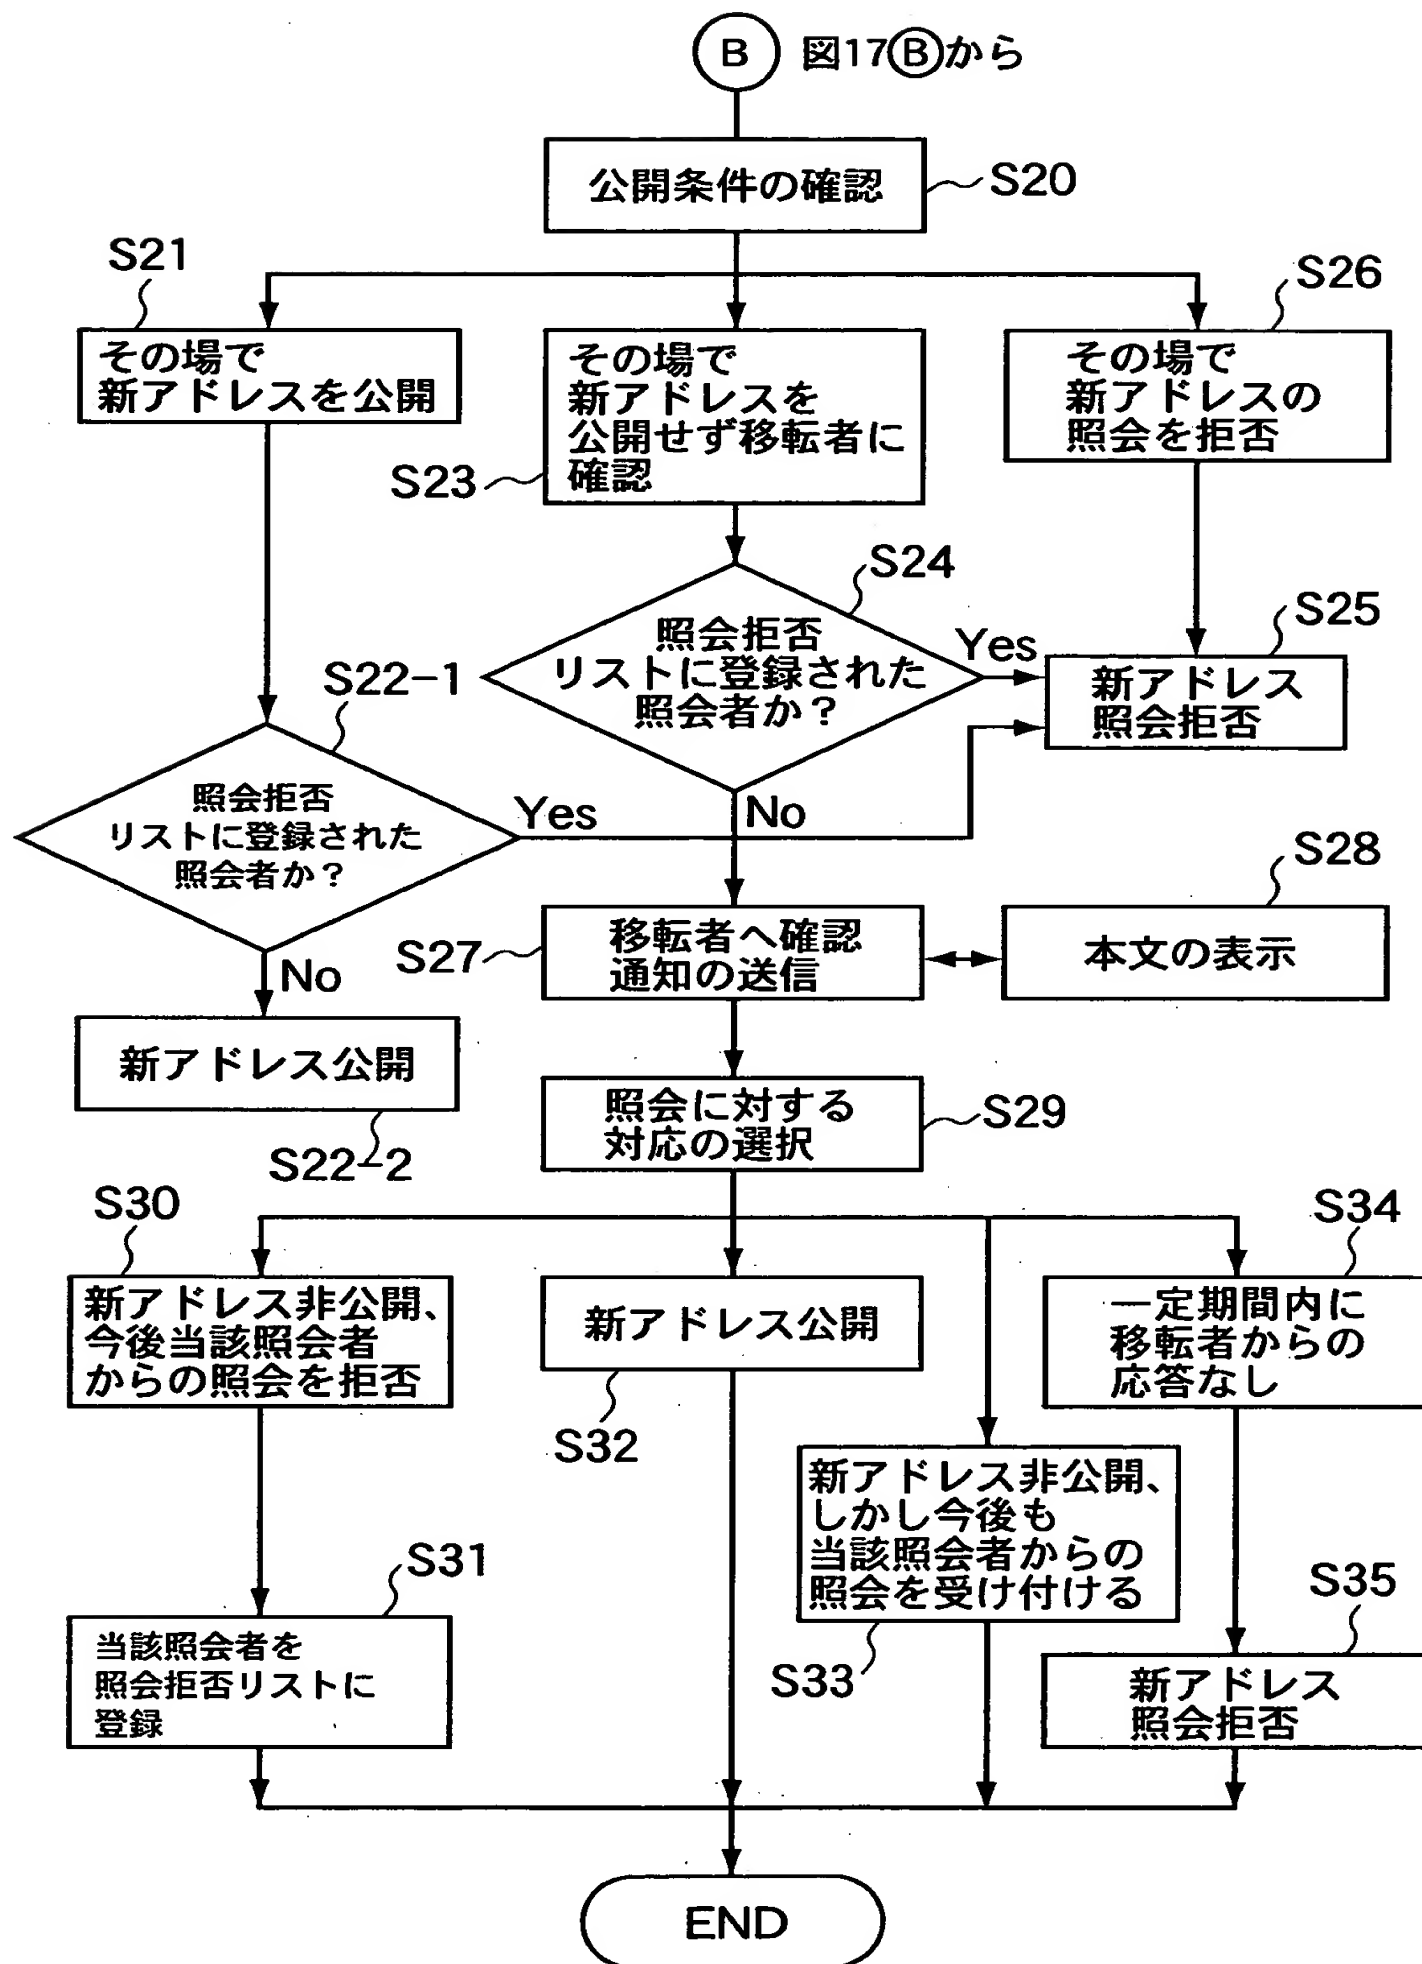 B 図17Ⓑから
公開条件の確認
S20
S21
その場で
新アドレスを公開
S23
その場で
新アドレスを
公開せず移転者に
確認
S26
その場で
新アドレスの
照会を拒否
S24
照会拒否
リストに登録された
照会者か？
Yes
No
S25
新アドレス
照会拒否
S22-1
照会拒否
リストに登録された
照会者か？
Yes
No
新アドレス公開
S22-2
S27
移転者へ確認
通知の送信
S28
本文の表示
照会に対する
対応の選択
S29
S30
新アドレス非公開、
今後当該照会者
からの照会を拒否
新アドレス公開
S32
S34
一定期間内に
移転者からの
応答なし
新アドレス非公開、
しかし今後も
当該照会者からの
照会を受け付ける
S33
S31
当該照会者を
照会拒否リストに
登録
S35
新アドレス
照会拒否
END